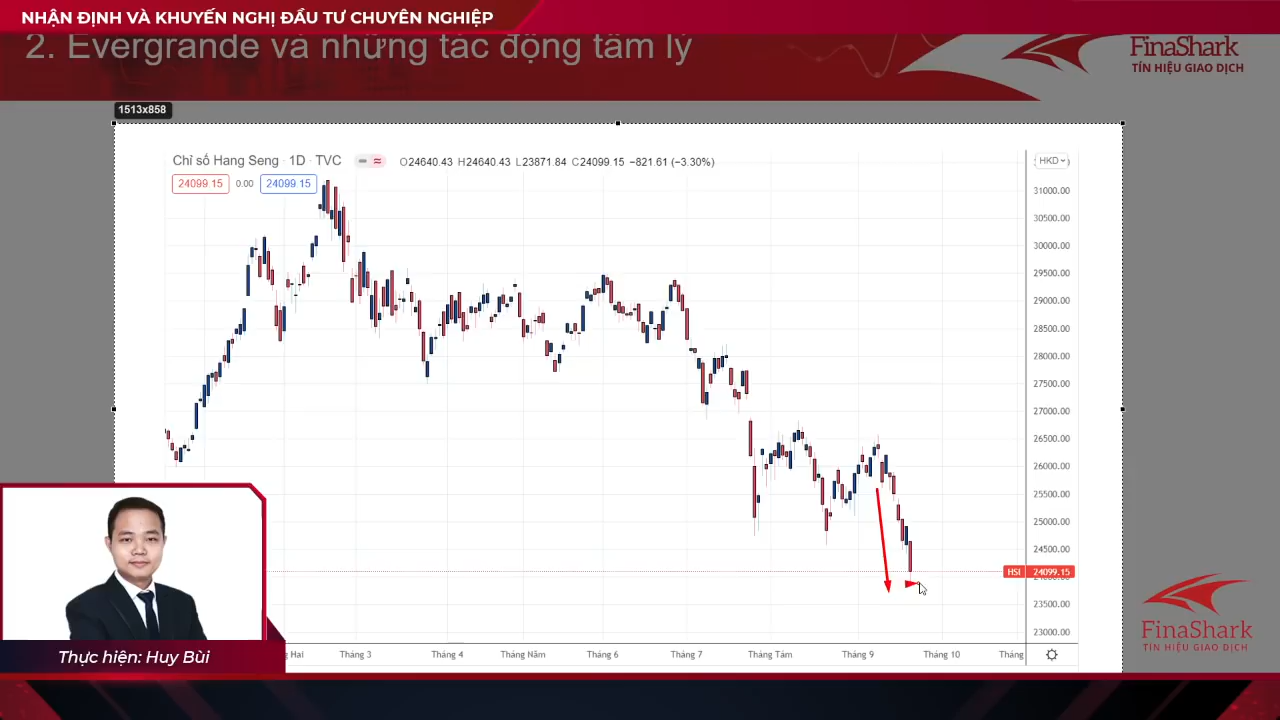 NHẬN ĐỊNH VÀ KHUYẾN NGHỊ ĐẦU TƯ CHUYÊN NGHIỆP
2. Evergrande và những tác động tâm lý
FinaShark
TÍN HIỆU GIAO DỊCH
1513x858
Chỉ số Hang Seng · 1D · TVC
O24640.43 H24640.43 L23871.84 C24099.15 −821.61 (−3.30%)
HKD
24099.15 0.00 24099.15
31000.00
30500.00
30000.00
29500.00
29000.00
28500.00
28000.00
27500.00
27000.00
26500.00
26000.00
25500.00
25000.00
24500.00
HSI 24099.15
23500.00
23000.00
Hai Tháng 3 Tháng 4 Tháng Năm Tháng 6 Tháng 7 Tháng Tám Tháng 9 Tháng 10 Tháng
FinaShark
TÍN HIỆU GIAO DỊCH
Thực hiện: Huy Bùi